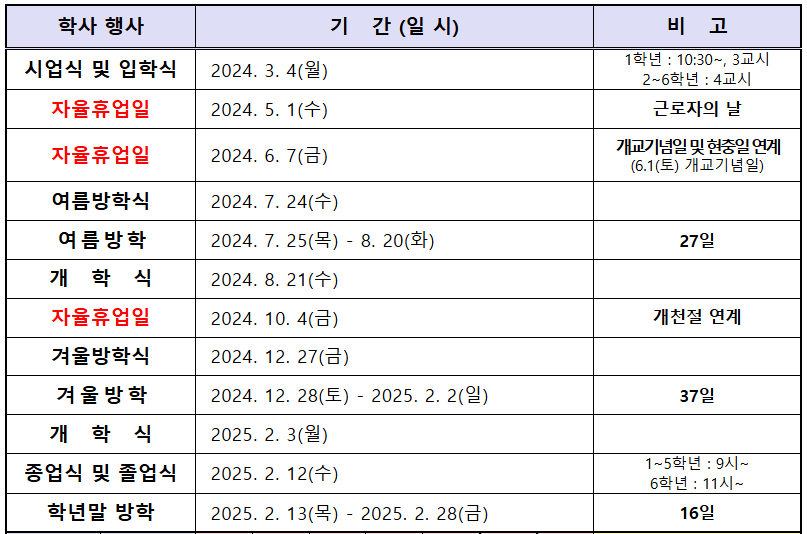 학사 행사 기 간 (일 시) 비 고
시업식 및 입학식 2024. 3. 4(월) 1학년 : 10:30~, 3교시
2~6학년 : 4교시
자율휴업일 2024. 5. 1(수) 근로자의 날
자율휴업일 2024. 6. 7(금) 개교기념일 및 현충일 연계
(6.1(토) 개교기념일)
여름방학식 2024. 7. 24(수)
여름방학 2024. 7. 25(목) - 8. 20(화) 27일
개 학 식 2024. 8. 21(수)
자율휴업일 2024. 10. 4(금) 개천절 연계
겨울방학식 2024. 12. 27(금)
겨울방학 2024. 12. 28(토) - 2025. 2. 2(일) 37일
개 학 식 2025. 2. 3(월)
종업식 및 졸업식 2025. 2. 12(수) 1~5학년 : 9시~
6학년 : 11시~
학년말 방학 2025. 2. 13(목) - 2025. 2. 28(금) 16일